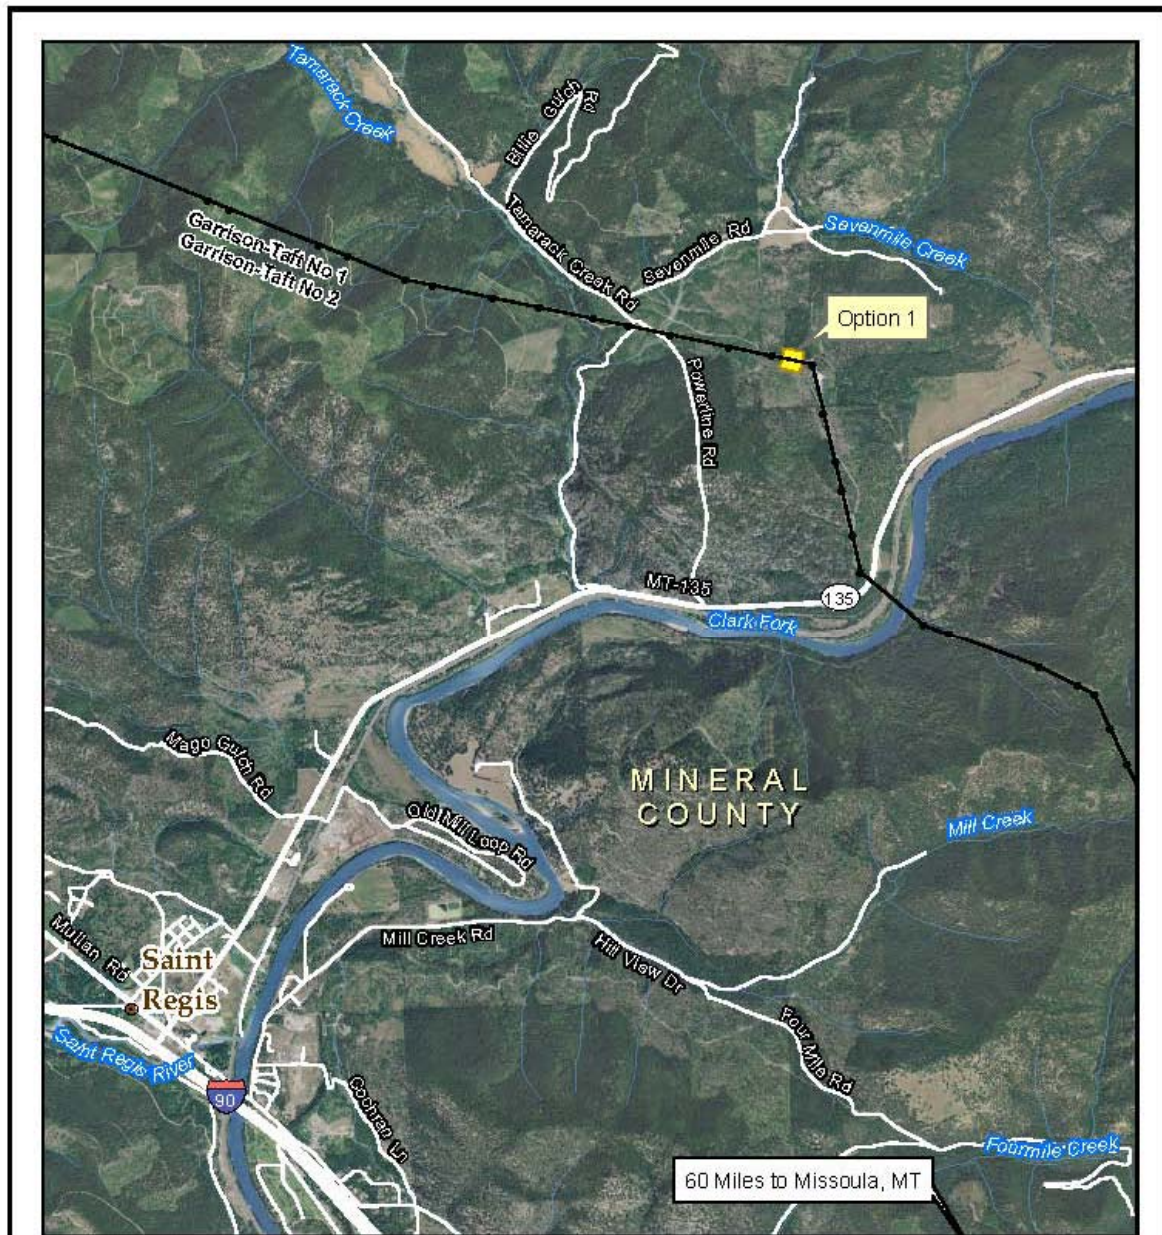 Tamarack Creek
Billie Gulch Rd
Garrison-Taft No 1
Garrison-Taft No 2
Tamarack Creek Rd
Sevenmile Rd
Sevenmile Creek
Option 1
Powerline Rd
MT-135
135
Clark Fork
Mago Gulch Rd
MINERAL
COUNTY
Old Mill Loop Rd
Mill Creek
Mullan Rd
Mill Creek Rd
Saint
Regis
Hill View Dr
Saint Regis River
Four Mile Rd
90
Cochran Ln
Fourmile Creek
60 Miles to Missoula, MT